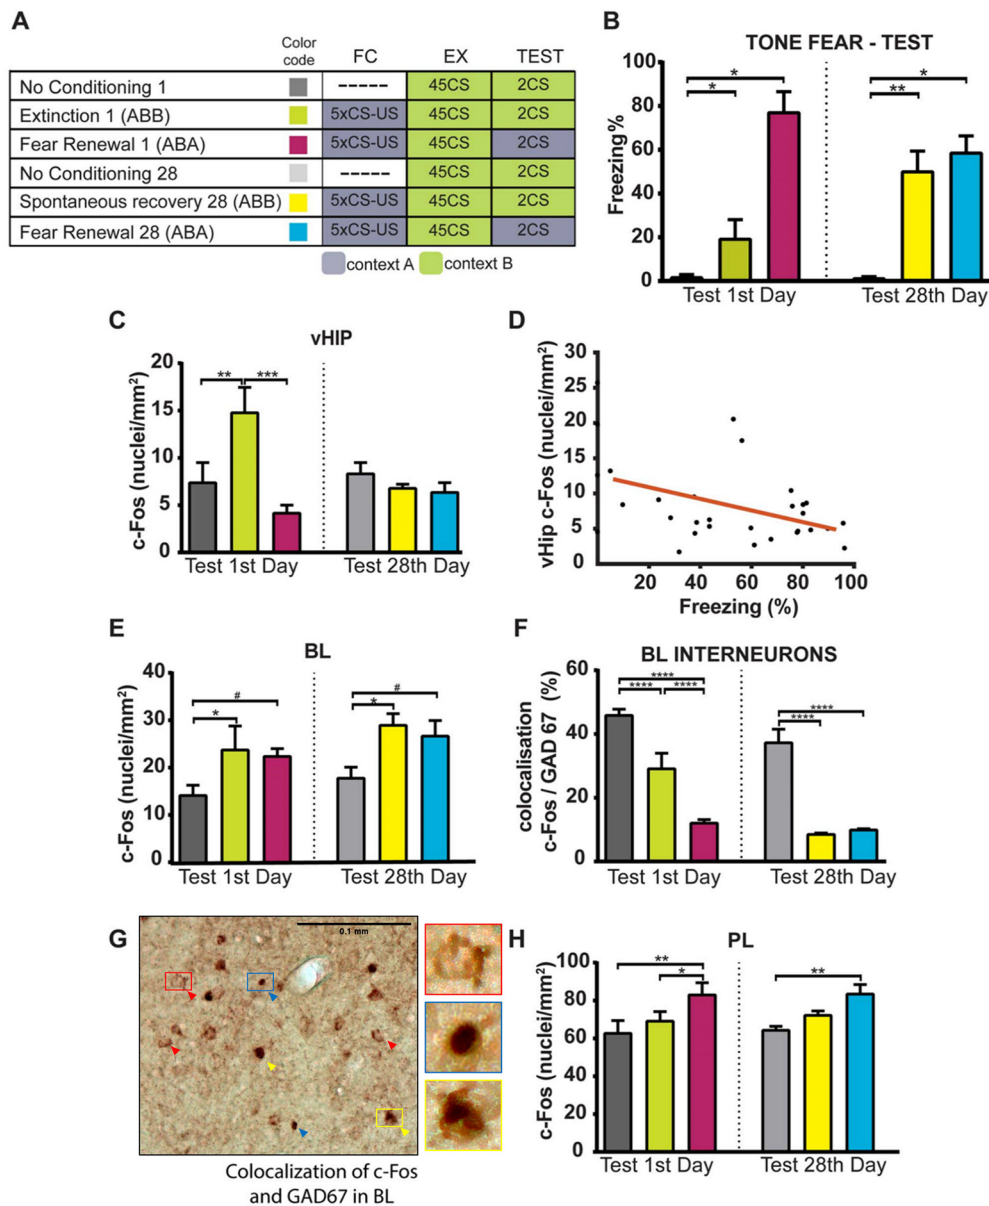 A
Color code FC EX TEST
No Conditioning 1 ----- 45CS 2CS
Extinction 1 (ABB) 5xCS-US 45CS 2CS
Fear Renewal 1 (ABA) 5xCS-US 45CS 2CS
No Conditioning 28 ----- 45CS 2CS
Spontaneous recovery 28 (ABB) 5xCS-US 45CS 2CS
Fear Renewal 28 (ABA) 5xCS-US 45CS 2CS
context A context B
B
TONE FEAR - TEST
Freezing%
100
80
60
40
20
0
* * ** *
Test 1st Day Test 28th Day
C
vHIP
c-Fos (nuclei/mm²)
20
15
10
5
0
** ***
Test 1st Day Test 28th Day
D
vHip c-Fos (nuclei/mm²)
30
25
20
15
10
5
0
20 40 60 80 100
Freezing (%)
E
BL
c-Fos (nuclei/mm²)
40
30
20
10
0
# * # *
Test 1st Day Test 28th Day
F
BL INTERNEURONS
colocalisation
c-Fos / GAD 67 (%)
60
40
20
0
**** **** **** **** ****
Test 1st Day Test 28th Day
G
0.1 mm
Colocalization of c-Fos
and GAD67 in BL
H
PL
c-Fos (nuclei/mm²)
100
80
60
40
20
0
** * **
Test 1st Day Test 28th Day